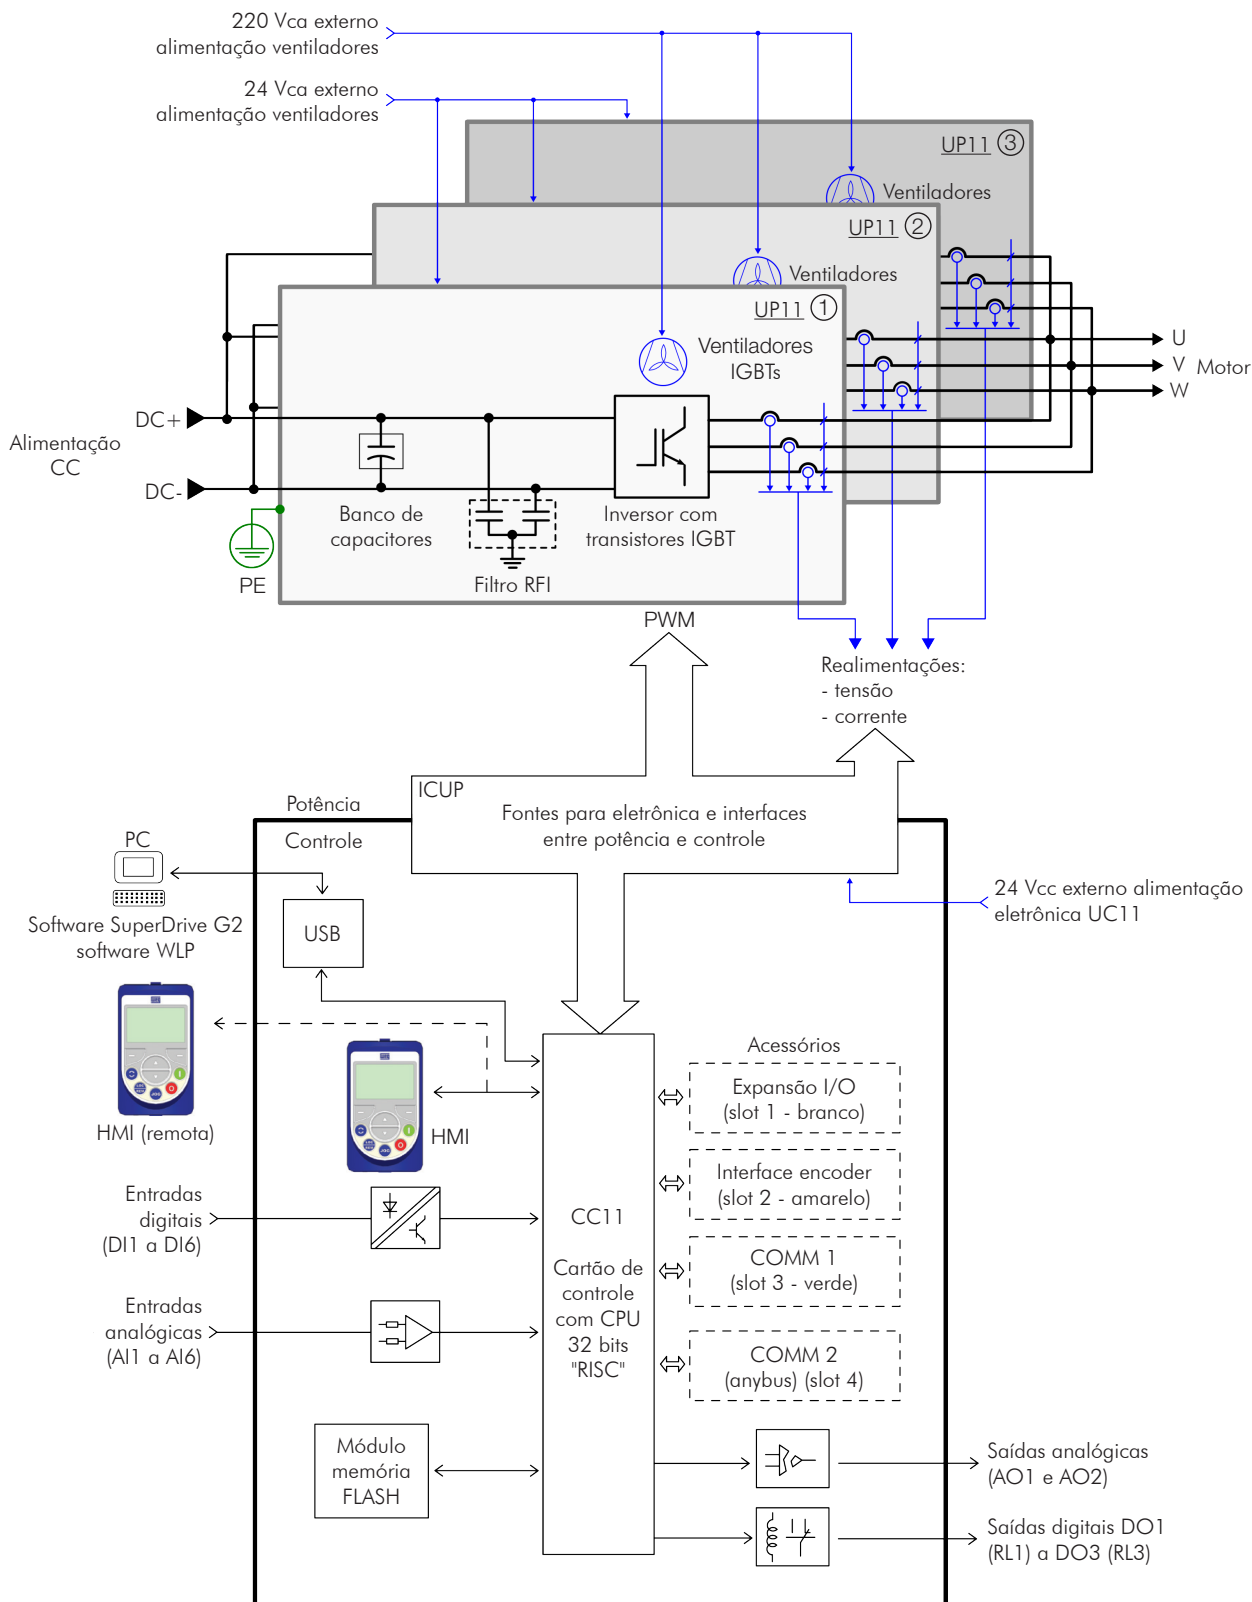 220 Vca externo
alimentação ventiladores
24 Vca externo
alimentação ventiladores
UP11 ③
Ventiladores
UP11 ②
Ventiladores
UP11 ①
Ventiladores
IGBTs
U
V Motor
W
DC+
Alimentação
CC
DC-
PE
Banco de
capacitores
Filtro RFI
Inversor com
transistores IGBT
PWM
Realimentações:
- tensão
- corrente
ICUP
Fontes para eletrônica e interfaces
entre potência e controle
Potência
Controle
PC
Software SuperDrive G2
software WLP
USB
24 Vcc externo alimentação
eletrônica UC11
HMI (remota)
HMI
Acessórios
Expansão I/O
(slot 1 - branco)
Interface encoder
(slot 2 - amarelo)
COMM 1
(slot 3 - verde)
COMM 2
(anybus) (slot 4)
CC11
Cartão de
controle
com CPU
32 bits
"RISC"
Entradas
digitais
(DI1 a DI6)
Entradas
analógicas
(AI1 a AI6)
Módulo
memória
FLASH
Saídas analógicas
(AO1 e AO2)
Saídas digitais DO1
(RL1) a DO3 (RL3)